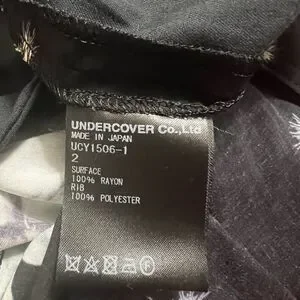 UNDERCOVER Co.,Ltd
MADE IN JAPAN
UCY1506-1
2
SURFACE
100% RAYON
RIB
100% POLYESTER